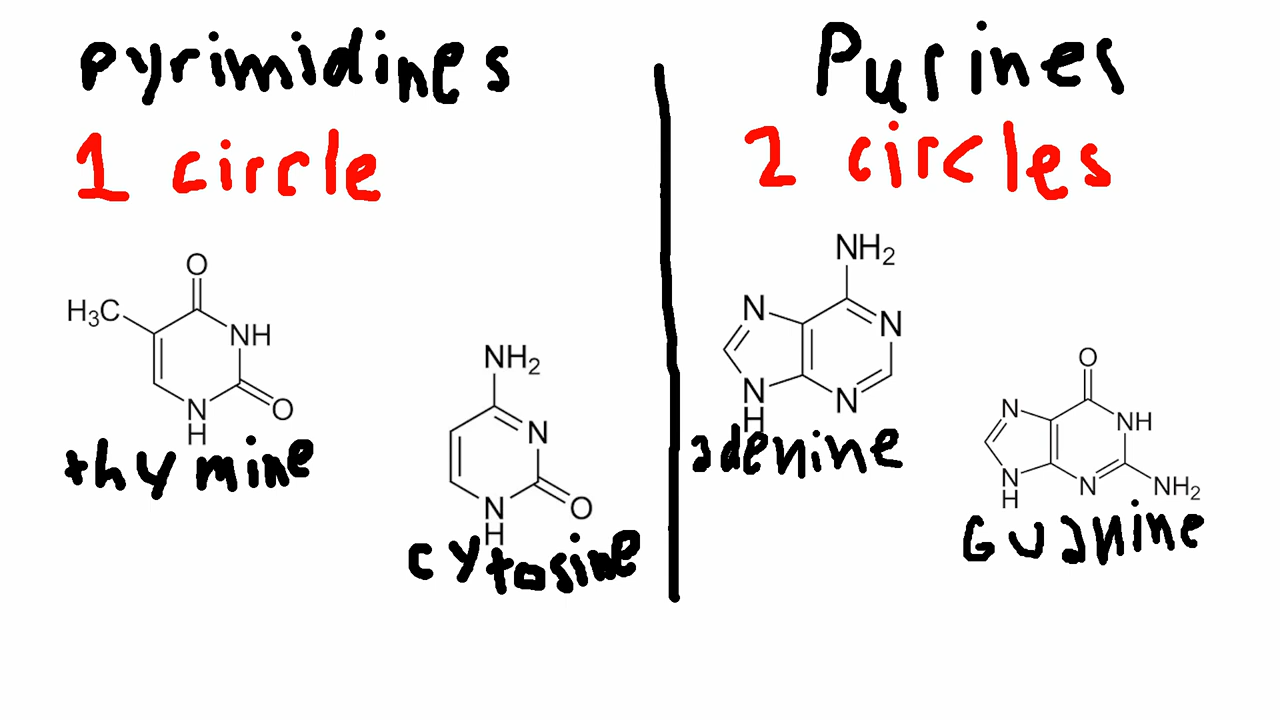 pyrimidines
1 circle
O
H3C
NH
O
N
H
thymine
NH2
N
O
N
H
cytosine
Purines
2 circles
NH2
N
N
N
H
N
adenine
O
N
NH
N
H
N
NH2
Guanine